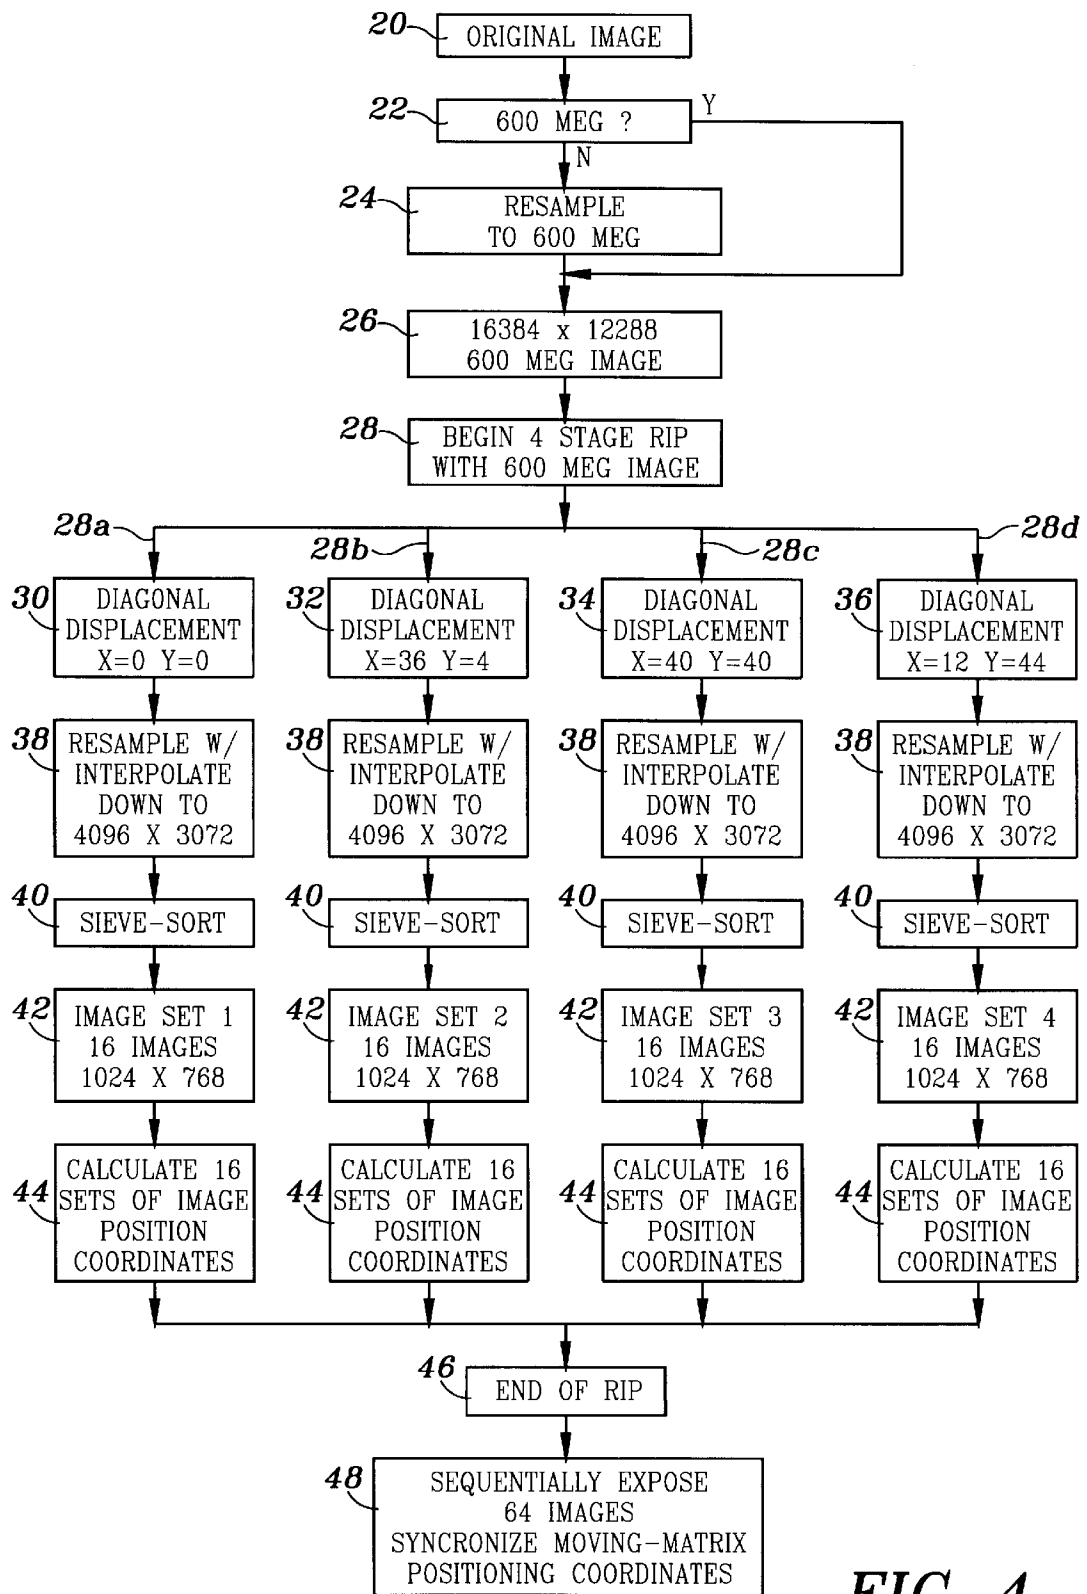 20
ORIGINAL IMAGE
22
600 MEG ?
Y
N
24
RESAMPLE
TO 600 MEG
26
16384 x 12288
600 MEG IMAGE
28
BEGIN 4 STAGE RIP
WITH 600 MEG IMAGE
28a
28b
28c
28d
30
DIAGONAL
DISPLACEMENT
X=0 Y=0
32
DIAGONAL
DISPLACEMENT
X=36 Y=4
34
DIAGONAL
DISPLACEMENT
X=40 Y=40
36
DIAGONAL
DISPLACEMENT
X=12 Y=44
38
RESAMPLE W/
INTERPOLATE
DOWN TO
4096 X 3072
38
RESAMPLE W/
INTERPOLATE
DOWN TO
4096 X 3072
38
RESAMPLE W/
INTERPOLATE
DOWN TO
4096 X 3072
38
RESAMPLE W/
INTERPOLATE
DOWN TO
4096 X 3072
40
SIEVE-SORT
40
SIEVE-SORT
40
SIEVE-SORT
40
SIEVE-SORT
42
IMAGE SET 1
16 IMAGES
1024 X 768
42
IMAGE SET 2
16 IMAGES
1024 X 768
42
IMAGE SET 3
16 IMAGES
1024 X 768
42
IMAGE SET 4
16 IMAGES
1024 X 768
44
CALCULATE 16
SETS OF IMAGE
POSITION
COORDINATES
44
CALCULATE 16
SETS OF IMAGE
POSITION
COORDINATES
44
CALCULATE 16
SETS OF IMAGE
POSITION
COORDINATES
44
CALCULATE 16
SETS OF IMAGE
POSITION
COORDINATES
46
END OF RIP
48
SEQUENTIALLY EXPOSE
64 IMAGES
SYNCRONIZE MOVING-MATRIX
POSITIONING COORDINATES
FIG. 4